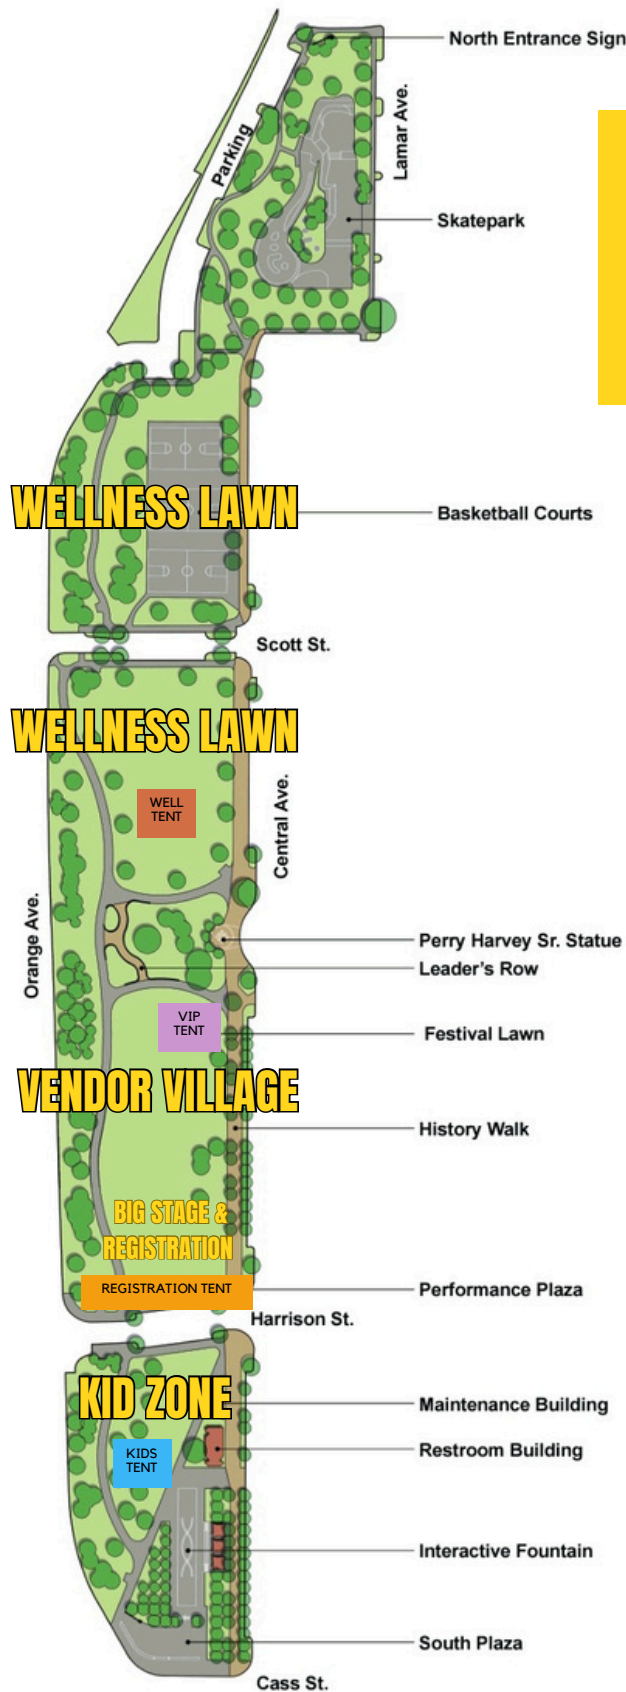 North Entrance Sign
Lamar Ave.
Parking
Skatepark
WELLNESS LAWN
Basketball Courts
Scott St.
WELLNESS LAWN
WELL
TENT
Central Ave.
Orange Ave.
Perry Harvey Sr. Statue
Leader's Row
VIP
TENT
Festival Lawn
VENDOR VILLAGE
History Walk
BIG STAGE &
REGISTRATION
REGISTRATION TENT
Performance Plaza
Harrison St.
KID ZONE
Maintenance Building
Restroom Building
KIDS
TENT
Interactive Fountain
South Plaza
Cass St.